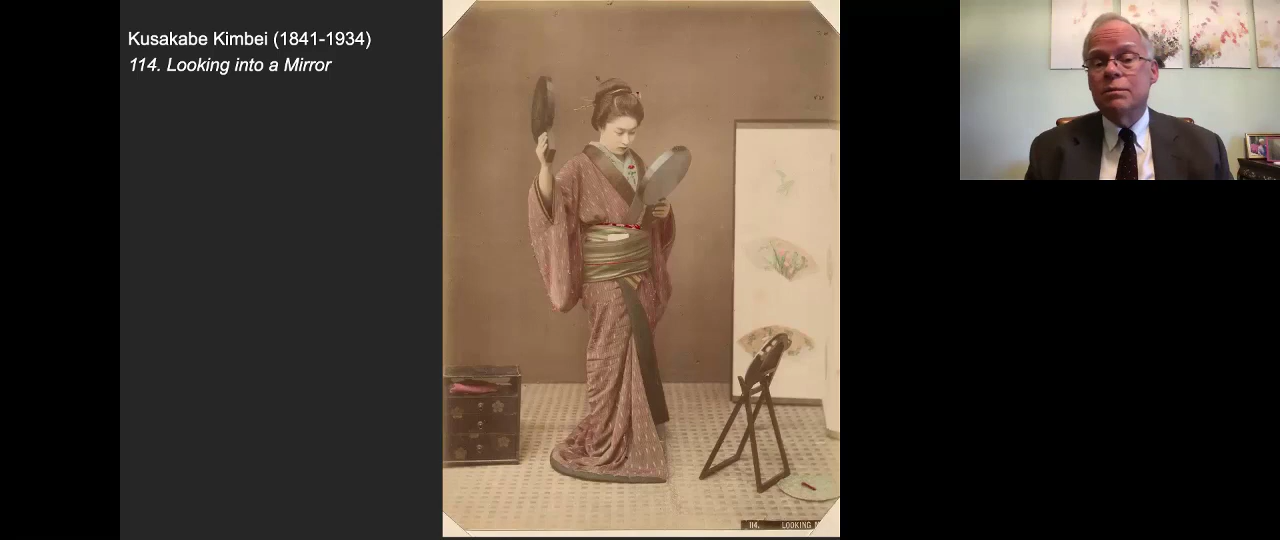 Kusakabe Kimbei (1841-1934)
114. Looking into a Mirror
114. LOOKING